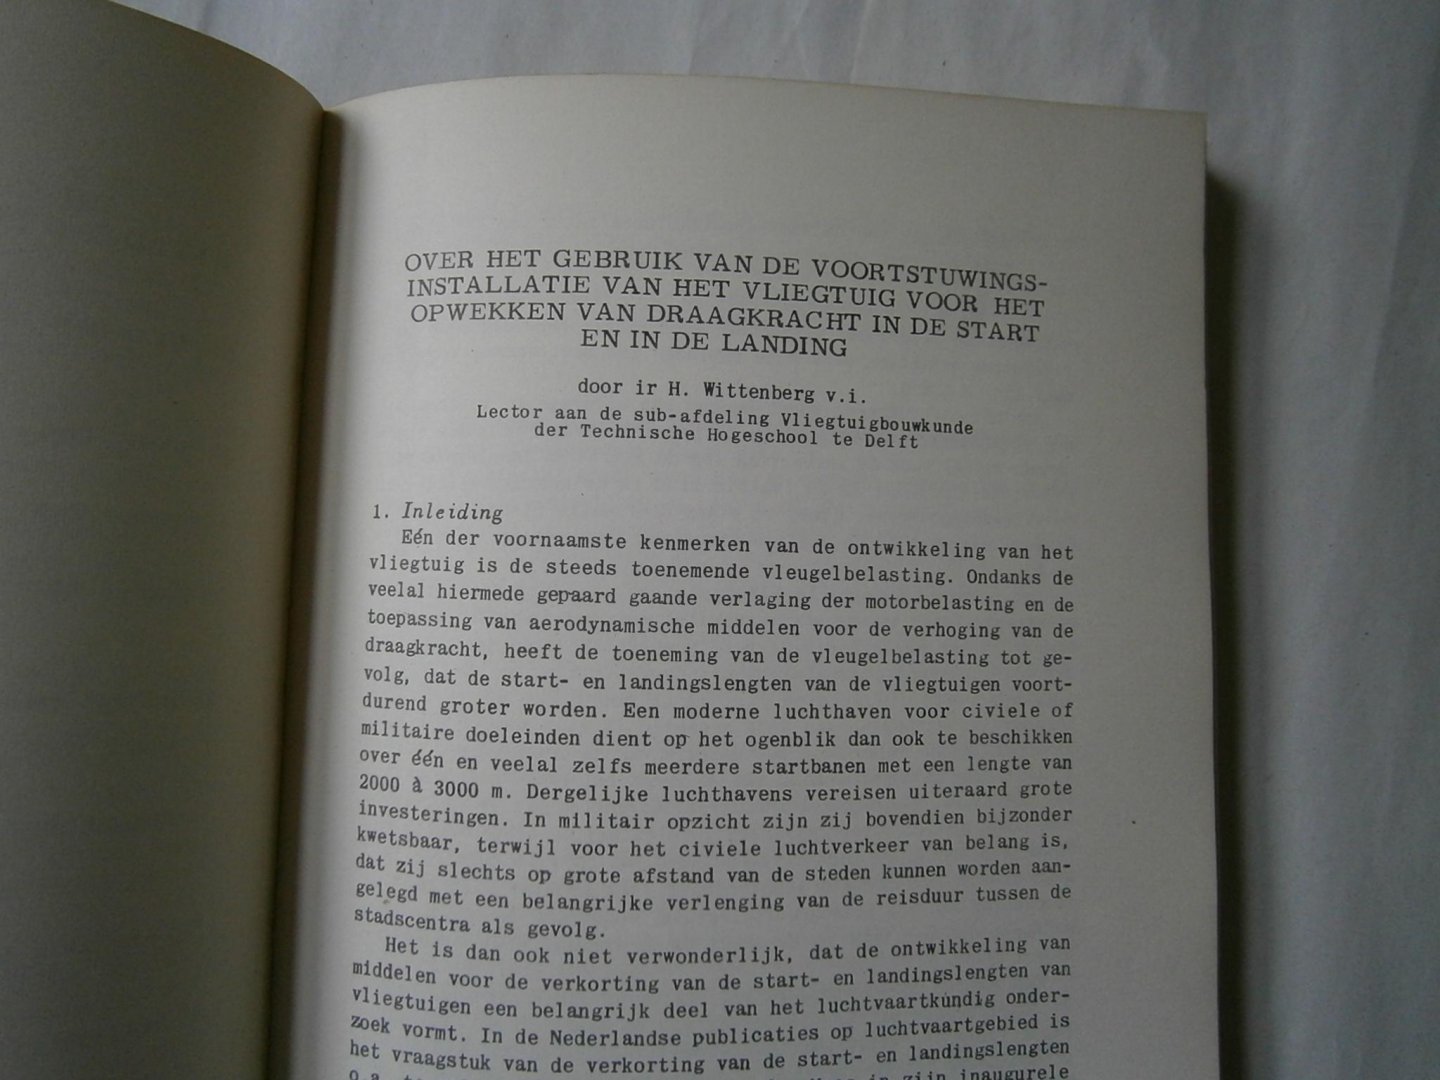 OVER HET GEBRUIK VAN DE VOORTSTUWINGS-
INSTALLATIE VAN HET VLIEGTUIG VOOR HET
OPWEKKEN VAN DRAAGKRACHT IN DE START
EN IN DE LANDING
door ir H. Wittenberg v.i.
Lector aan de sub-afdeling Vliegtuigbouwkunde
der Technische Hogeschool te Delft
1. Inleiding
Eén der voornaamste kenmerken van de ontwikkeling van het
vliegtuig is de steeds toenemende vleugelbelasting. Ondanks de
veelal hiermede gepaard gaande verlaging der motorbelasting en de
toepassing van aerodynamische middelen voor de verhoging van de
draagkracht, heeft de toeneming van de vleugelbelasting tot ge-
volg, dat de start- en landingslengten van de vliegtuigen voort-
durend groter worden. Een moderne luchthaven voor civiele of
militaire doeleinden dient op het ogenblik dan ook te beschikken
over één en veelal zelfs meerdere startbanen met een lengte van
2000 à 3000 m. Dergelijke luchthavens vereisen uiteraard grote
investeringen. In militair opzicht zijn zij bovendien bijzonder
kwetsbaar, terwijl voor het civiele luchtverkeer van belang is,
dat zij slechts op grote afstand van de steden kunnen worden aan-
gelegd met een belangrijke verlenging van de reisduur tussen de
stadscentra als gevolg.
Het is dan ook niet verwonderlijk, dat de ontwikkeling van
middelen voor de verkorting van de start- en landingslengten van
vliegtuigen een belangrijk deel van het luchtvaartkundig onder-
zoek vormt. In de Nederlandse publicaties op luchtvaartgebied is
het vraagstuk van de verkorting van de start- en landingslengten
o.a. in zijn inaugurele